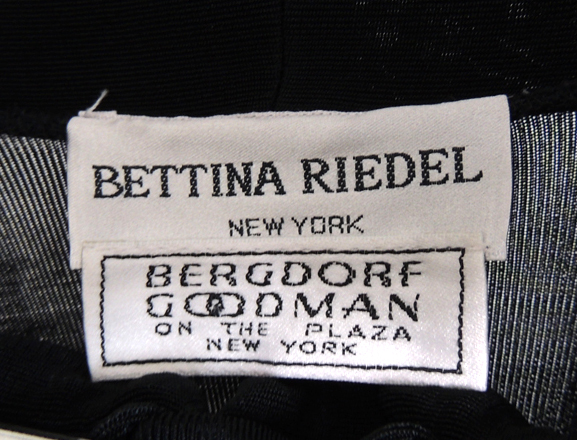 BETTINA RIEDEL
NEW YORK
BERGDORF
GOODMAN
ON THE PLAZA
NEW YORK